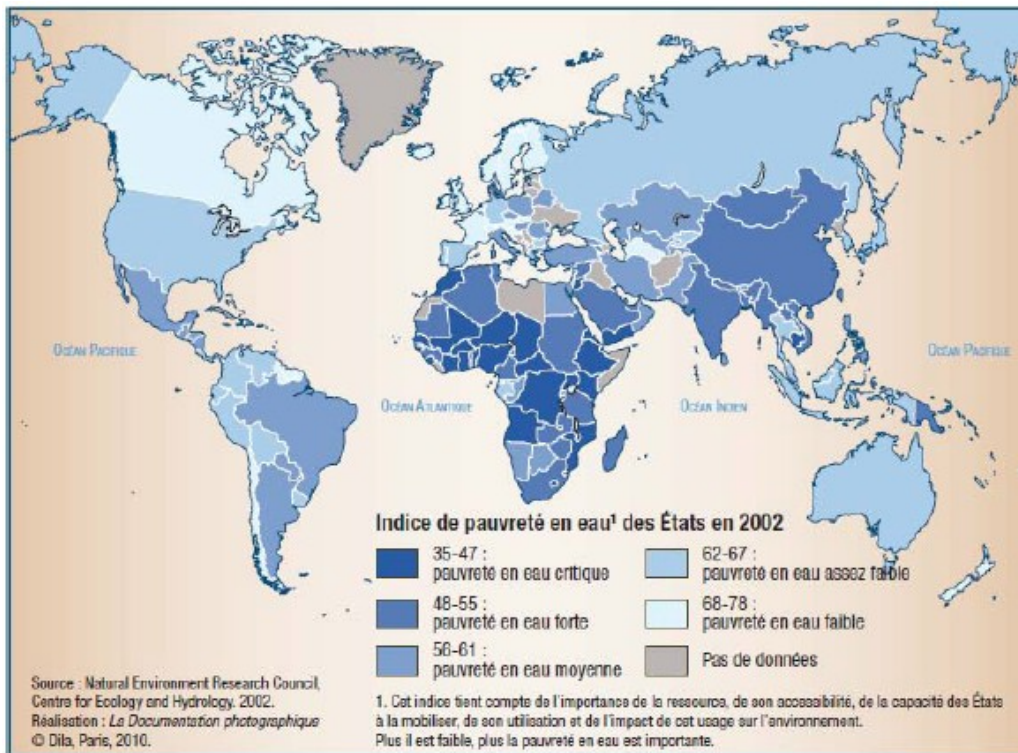 OCÉAN PACIFIQUE
OCÉAN ATLANTIQUE
OCÉAN INDIEN
OCÉAN PACIFIQUE
Indice de pauvreté en eau¹ des États en 2002
35-47 :
pauvreté en eau critique
48-55 :
pauvreté en eau forte
56-61 :
pauvreté en eau moyenne
62-67 :
pauvreté en eau assez faible
68-78 :
pauvreté en eau faible
Pas de données
Source : Natural Environment Research Council,
Centre for Ecology and Hydrology. 2002.
Réalisation : La Documentation photographique
© Dila, Paris, 2010.
1. Cet indice tient compte de l'importance de la ressource, de son accessibilité, de la capacité des États
à la mobiliser, de son utilisation et de l'impact de cet usage sur l'environnement.
Plus il est faible, plus la pauvreté en eau est importante.